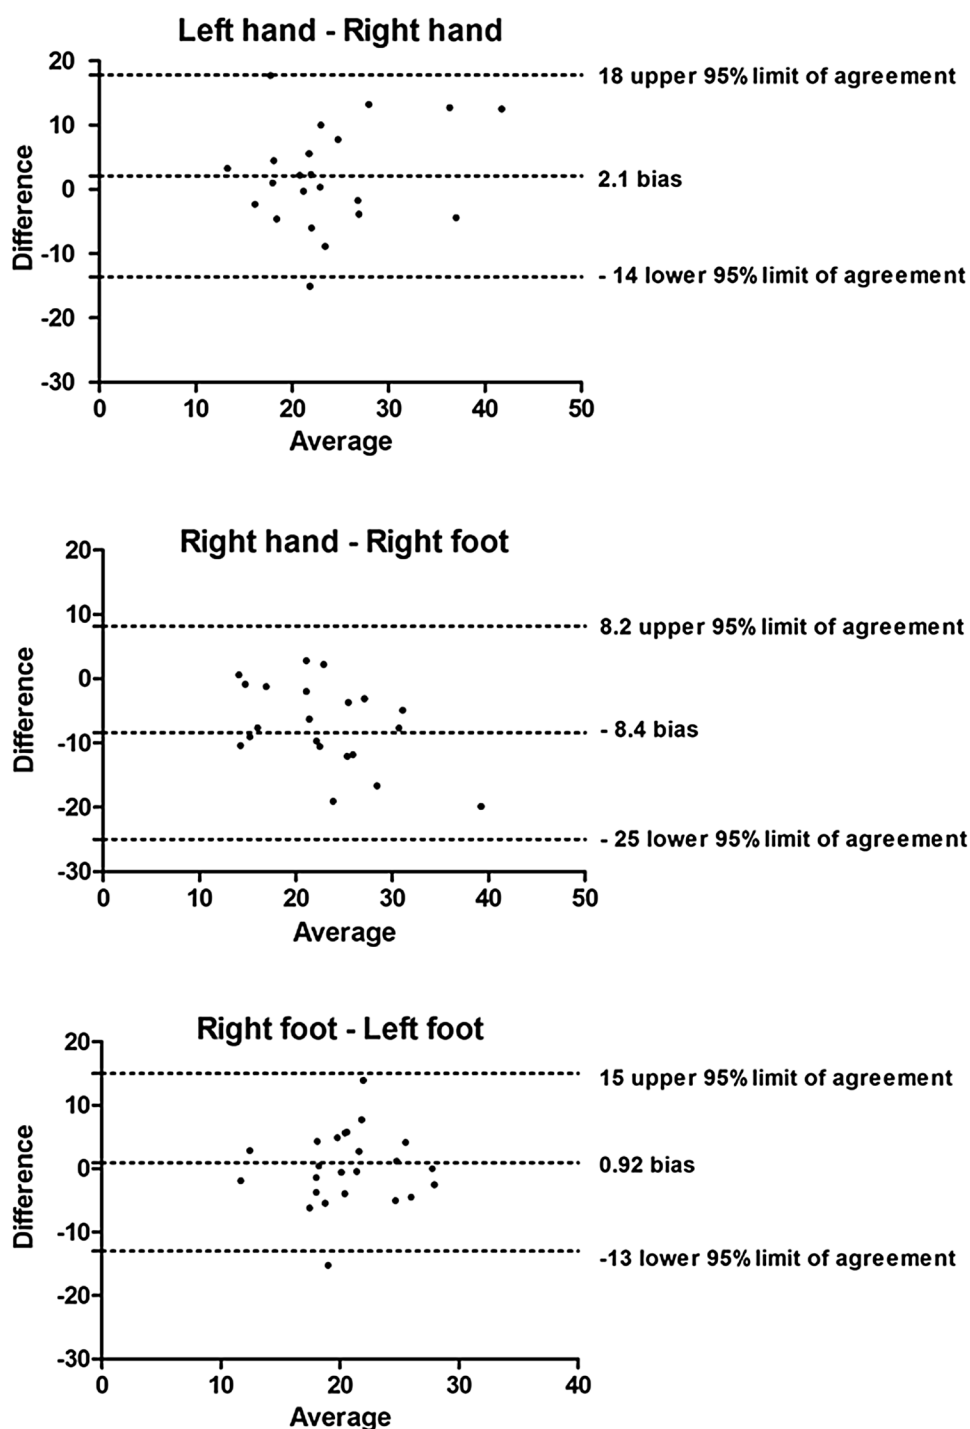 Left hand - Right hand
20
18 upper 95% limit of agreement
10
2.1 bias
0
Difference
-10
- 14 lower 95% limit of agreement
-20
-30
0 10 20 30 40 50
Average
Right hand - Right foot
20
10
8.2 upper 95% limit of agreement
0
Difference
- 8.4 bias
-10
-20
- 25 lower 95% limit of agreement
-30
0 10 20 30 40 50
Average
Right foot - Left foot
20
15 upper 95% limit of agreement
10
0.92 bias
0
Difference
-10
-13 lower 95% limit of agreement
-20
-30
0 10 20 30 40
Average